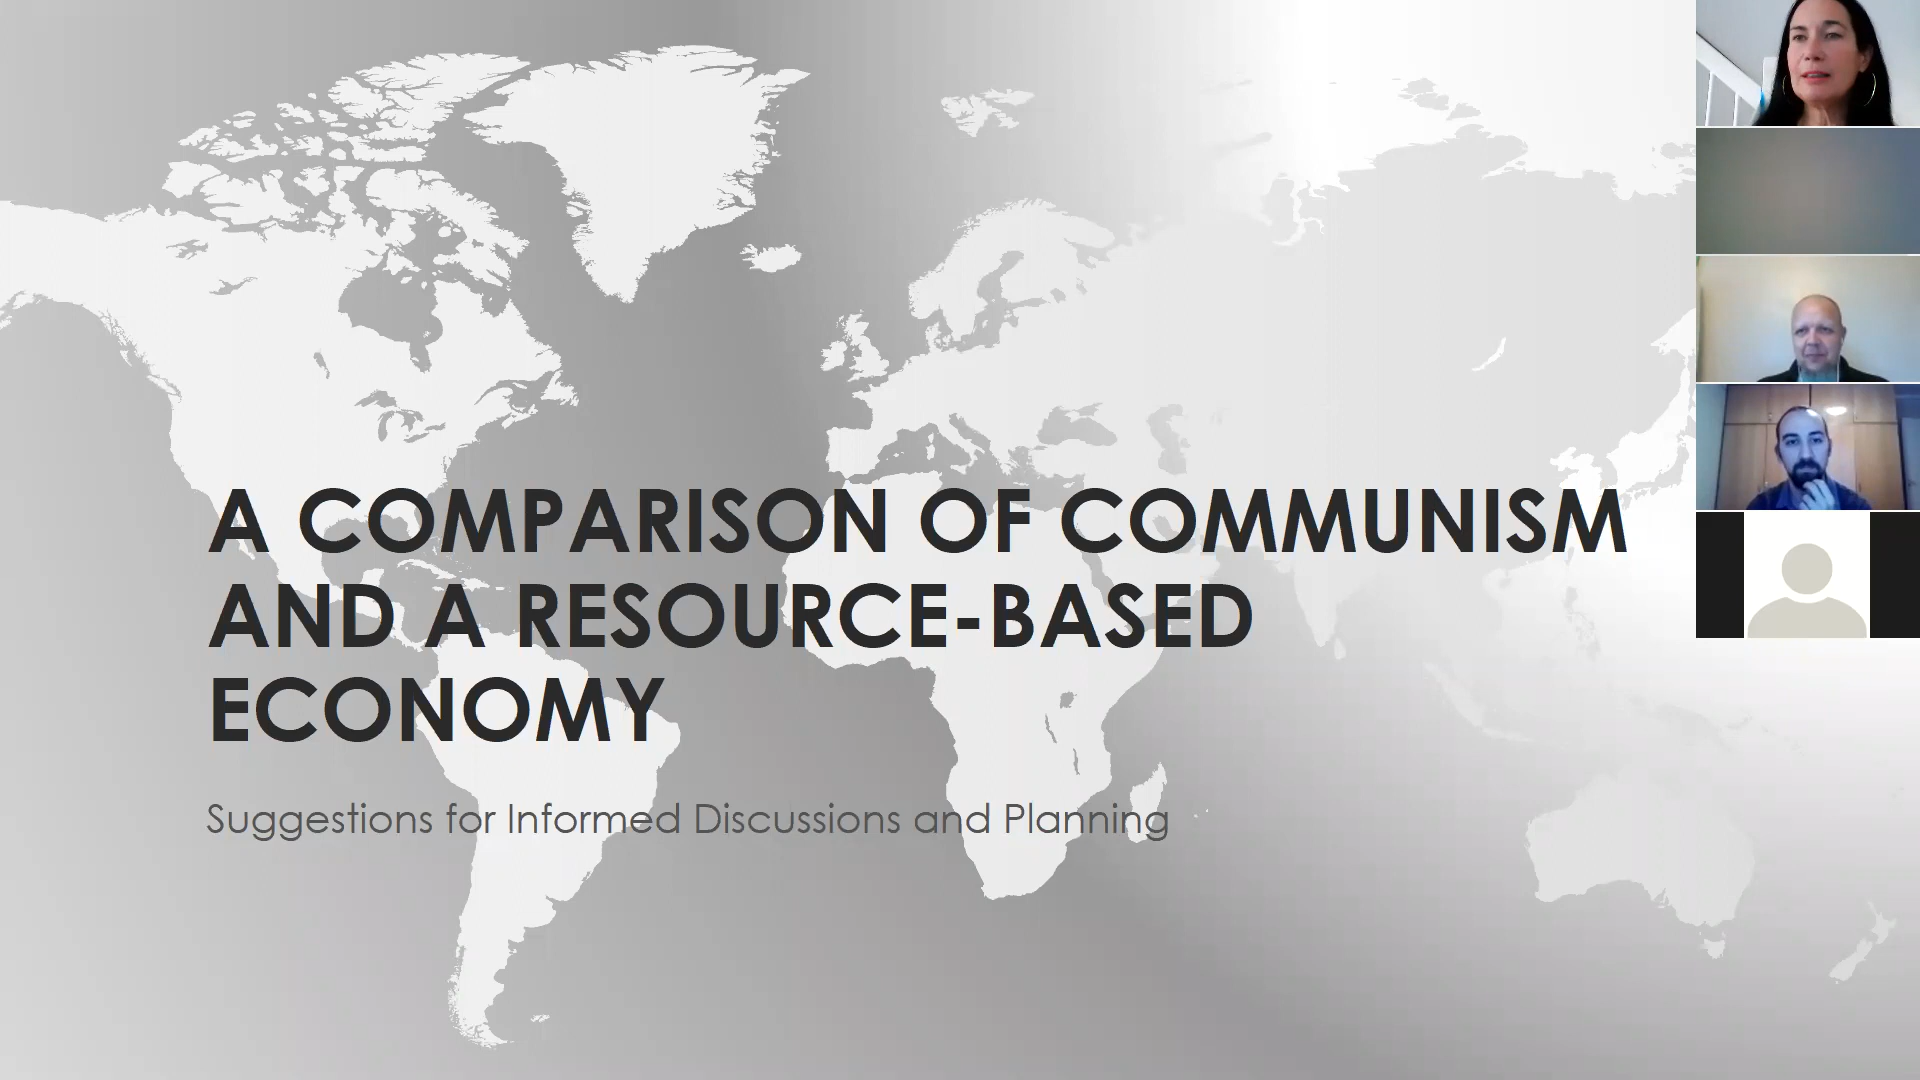 A COMPARISON OF COMMUNISM
AND A RESOURCE-BASED
ECONOMY
Suggestions for Informed Discussions and Planning